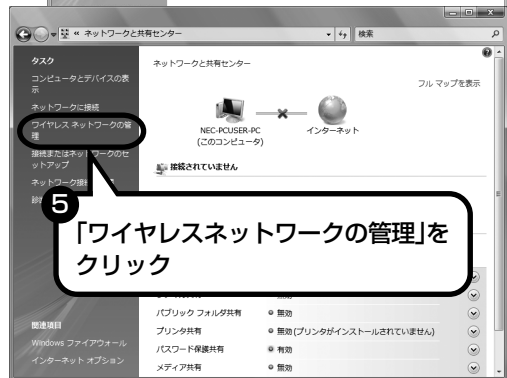 « ネットワークと共有センター
検索
タスク
コンピュータとデバイスの表
示
ネットワークに接続
ワイヤレス ネットワークの管
理
接続またはネットワークのセ
ットアップ
ネットワーク接
関連項目
Windows ファイアウォール
インターネット オプション
ネットワークと共有センター
フル マップを表示
NEC-PCUSER-PC
(このコンピュータ)
インターネット
接続されていません
5
「ワイヤレスネットワークの管理」を
クリック
パブリック フォルダ共有 無効
プリンタ共有 無効 (プリンタがインストールされていません)
パスワード保護共有 有効
メディア共有 無効